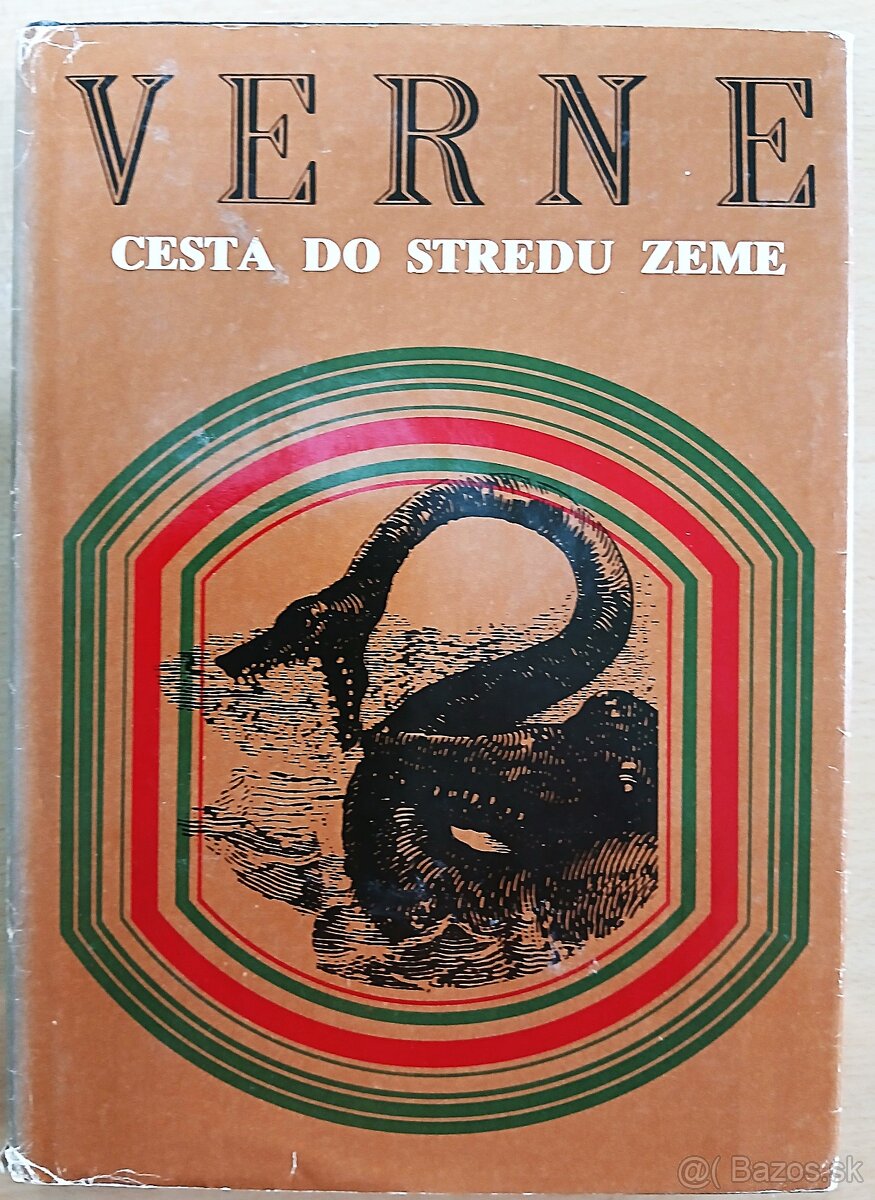 VERNE
CESTA DO STREDU ZEME
@( Bazos.sk